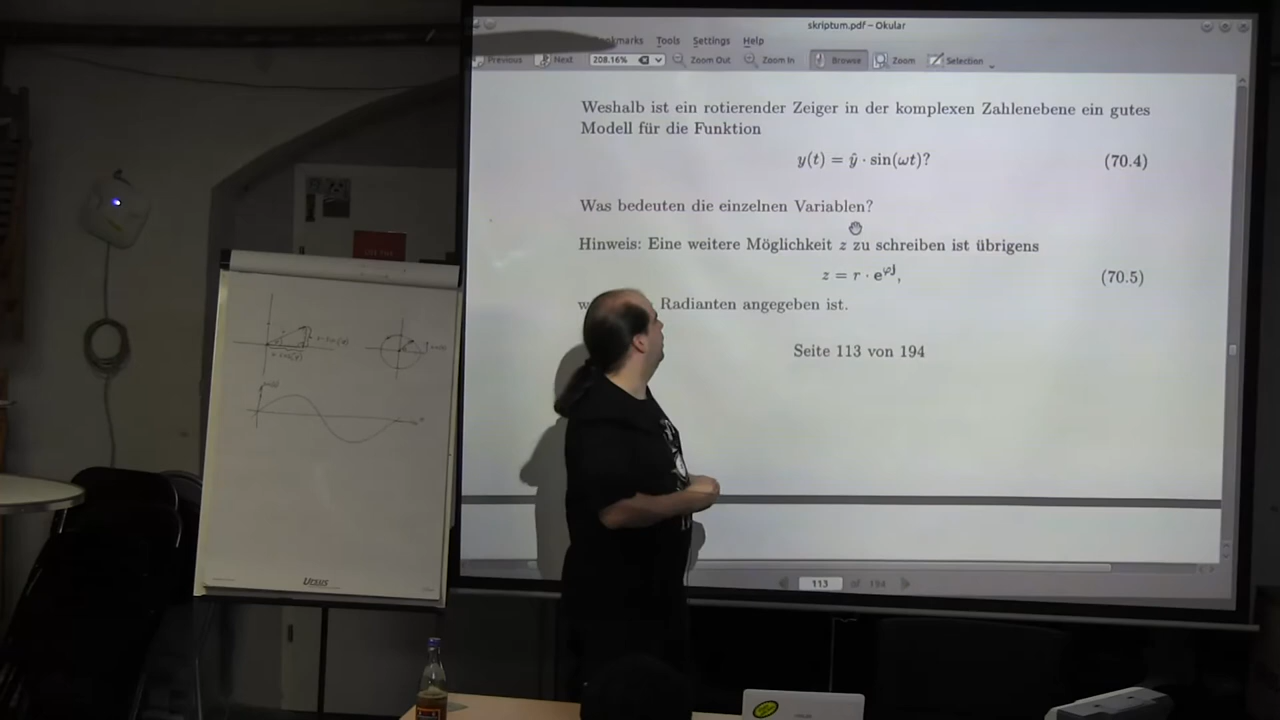 skriptum.pdf – Okular
Tools Settings Help
Previous Next 208.16% Zoom Out Zoom In Browse Zoom Selection
Weshalb ist ein rotierender Zeiger in der komplexen Zahlenebene ein gutes
Modell für die Funktion
y(t) = ŷ · sin(ωt)? (70.4)
Was bedeuten die einzelnen Variablen?
Hinweis: Eine weitere Möglichkeit z zu schreiben ist übrigens
z = r · e^φj, (70.5)
Radianten angegeben ist.
Seite 113 von 194
113 of 194
URSUS